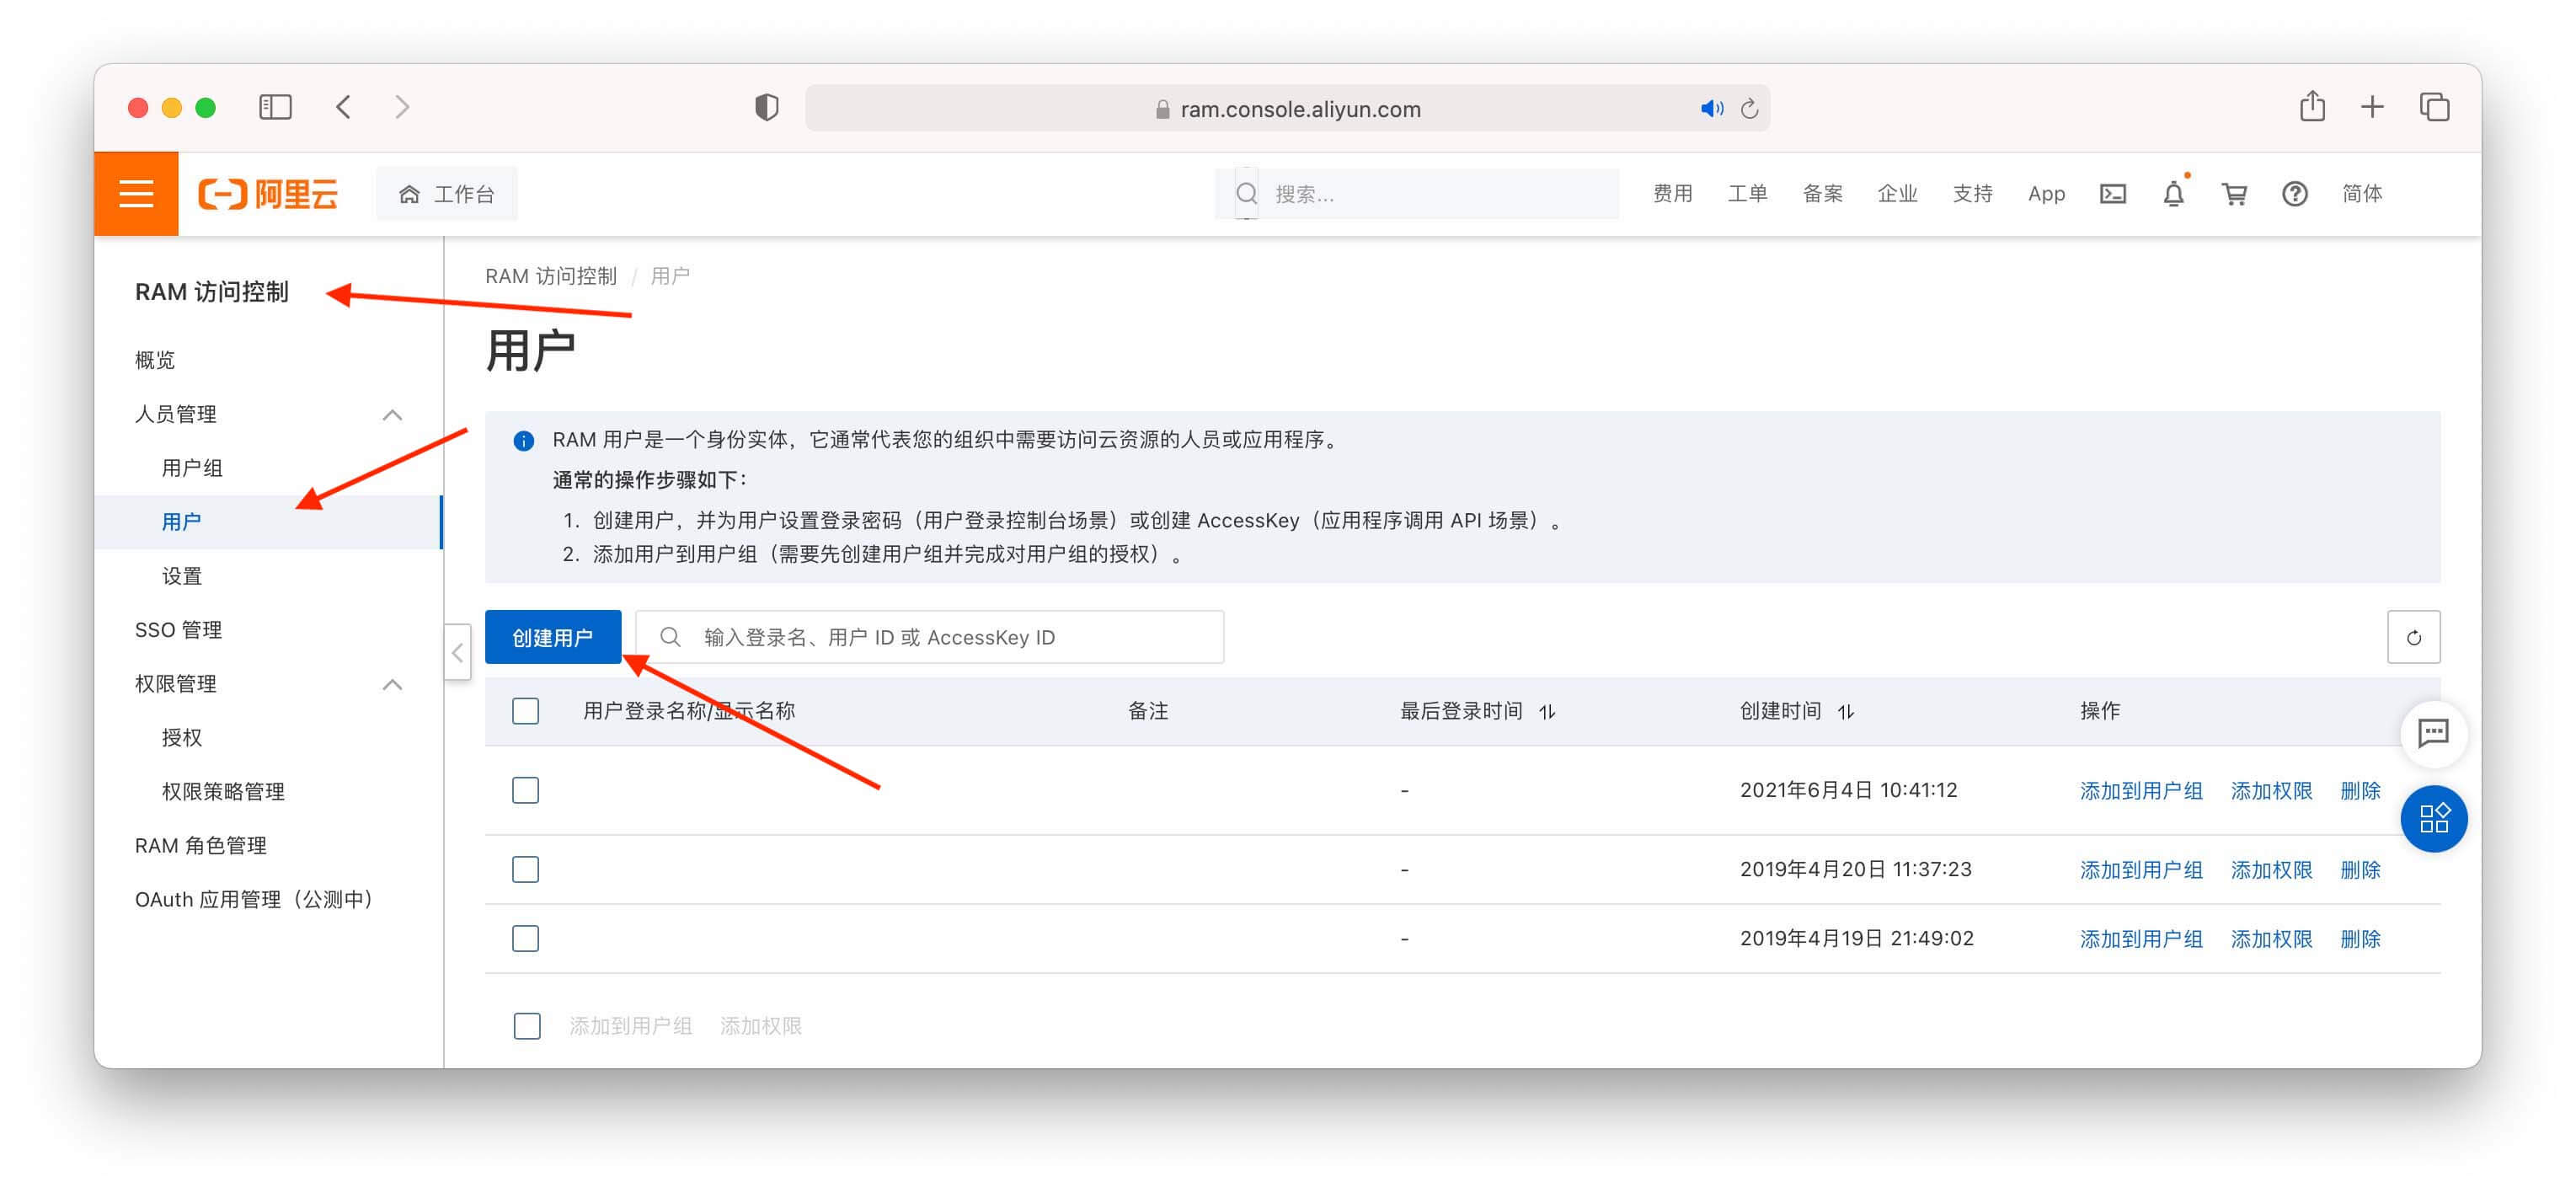 ram.console.aliyun.com
阿里云
工作台
搜索...
费用 工单 备案 企业 支持 App 简体
RAM 访问控制
概览
人员管理
用户组
用户
设置
SSO 管理
权限管理
授权
权限策略管理
RAM 角色管理
OAuth 应用管理（公测中）
RAM 访问控制 / 用户
用户
RAM 用户是一个身份实体，它通常代表您的组织中需要访问云资源的人员或应用程序。
通常的操作步骤如下：
1. 创建用户，并为用户设置登录密码（用户登录控制台场景）或创建 AccessKey（应用程序调用 API 场景）。
2. 添加用户到用户组（需要先创建用户组并完成对用户组的授权）。
创建用户 输入登录名、用户 ID 或 AccessKey ID
用户登录名称/显示名称 备注 最后登录时间 创建时间 操作
- 2021年6月4日 10:41:12 添加到用户组 添加权限 删除
- 2019年4月20日 11:37:23 添加到用户组 添加权限 删除
- 2019年4月19日 21:49:02 添加到用户组 添加权限 删除
添加到用户组 添加权限